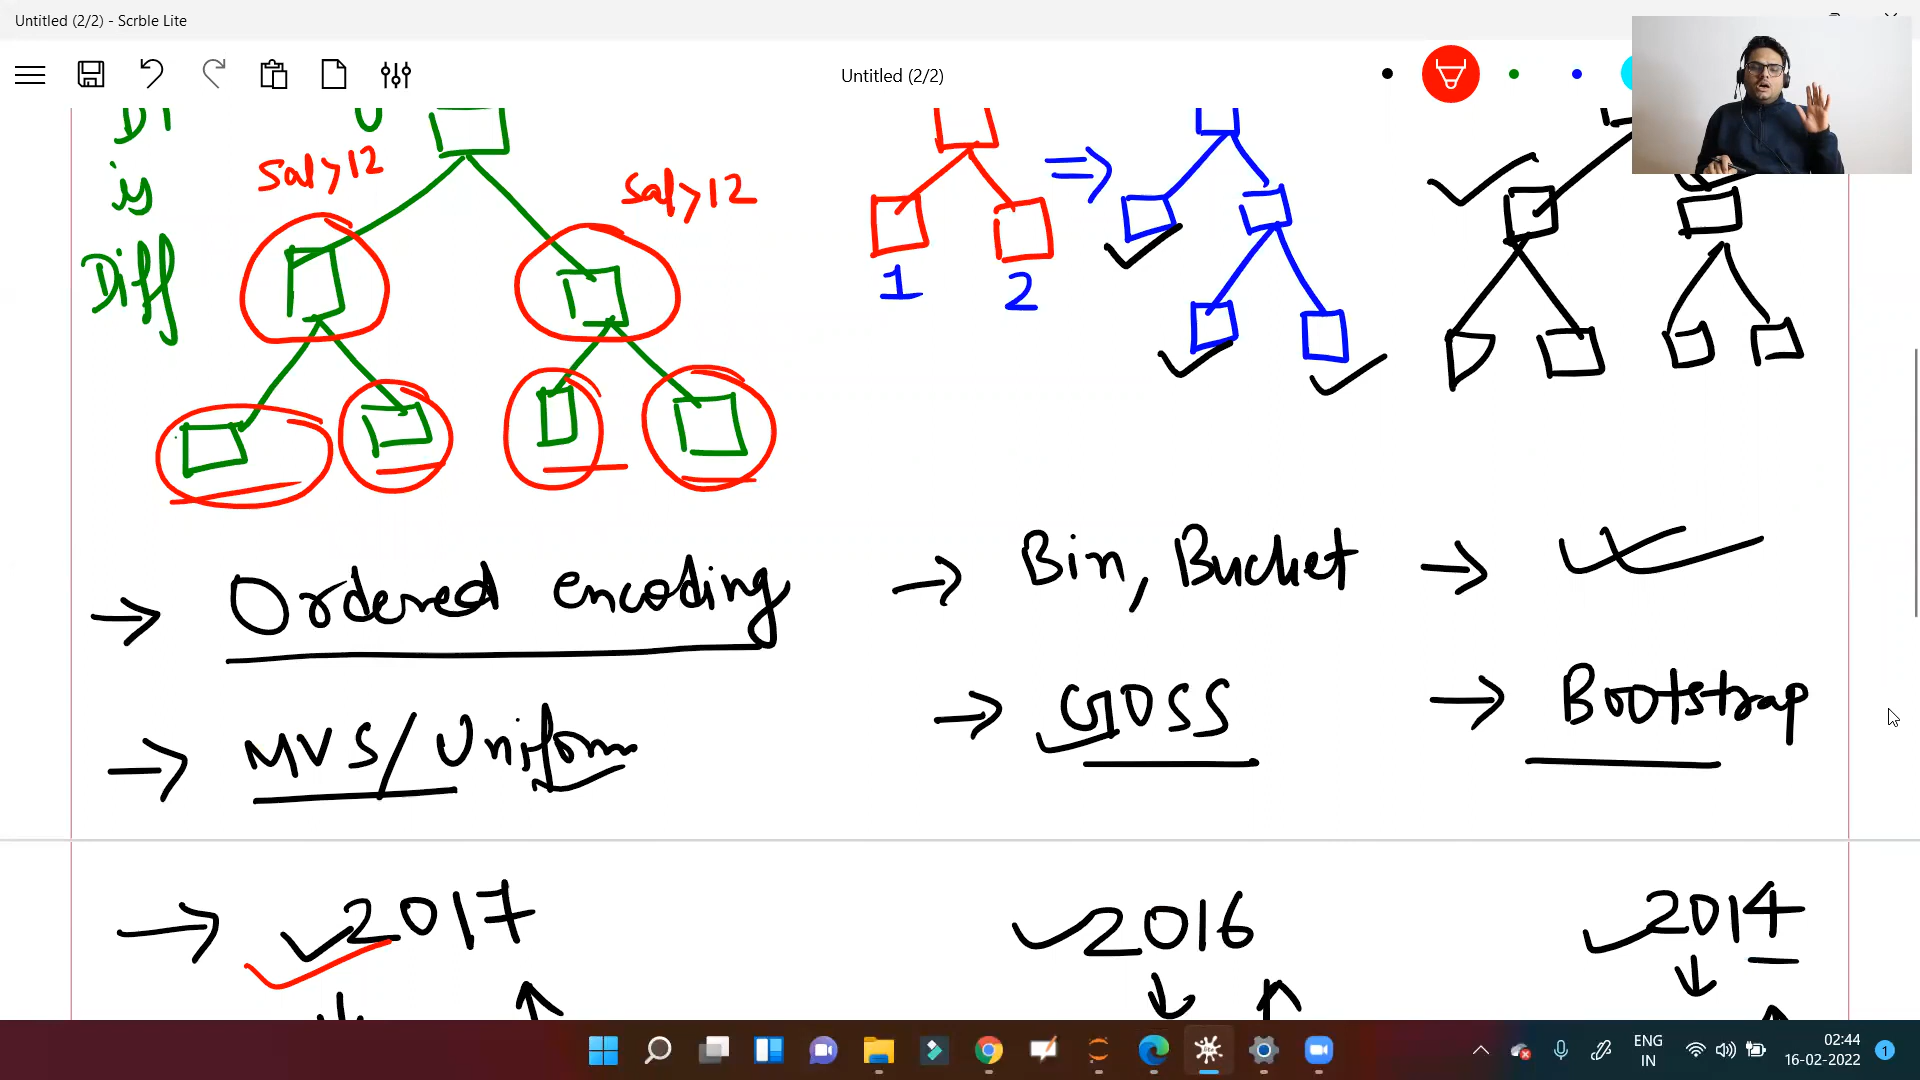 Untitled (2/2) - Scrble Lite
Untitled (2/2)
is
Diff
sal>12
sal>12
1
2
→ Ordered encoding
→ Bin, Bucket
→
→ MVS/Uniform
→ GOSS
→ Bootstrap
→ 2017
2016
2014
ENG
IN
02:44
16-02-2022
1